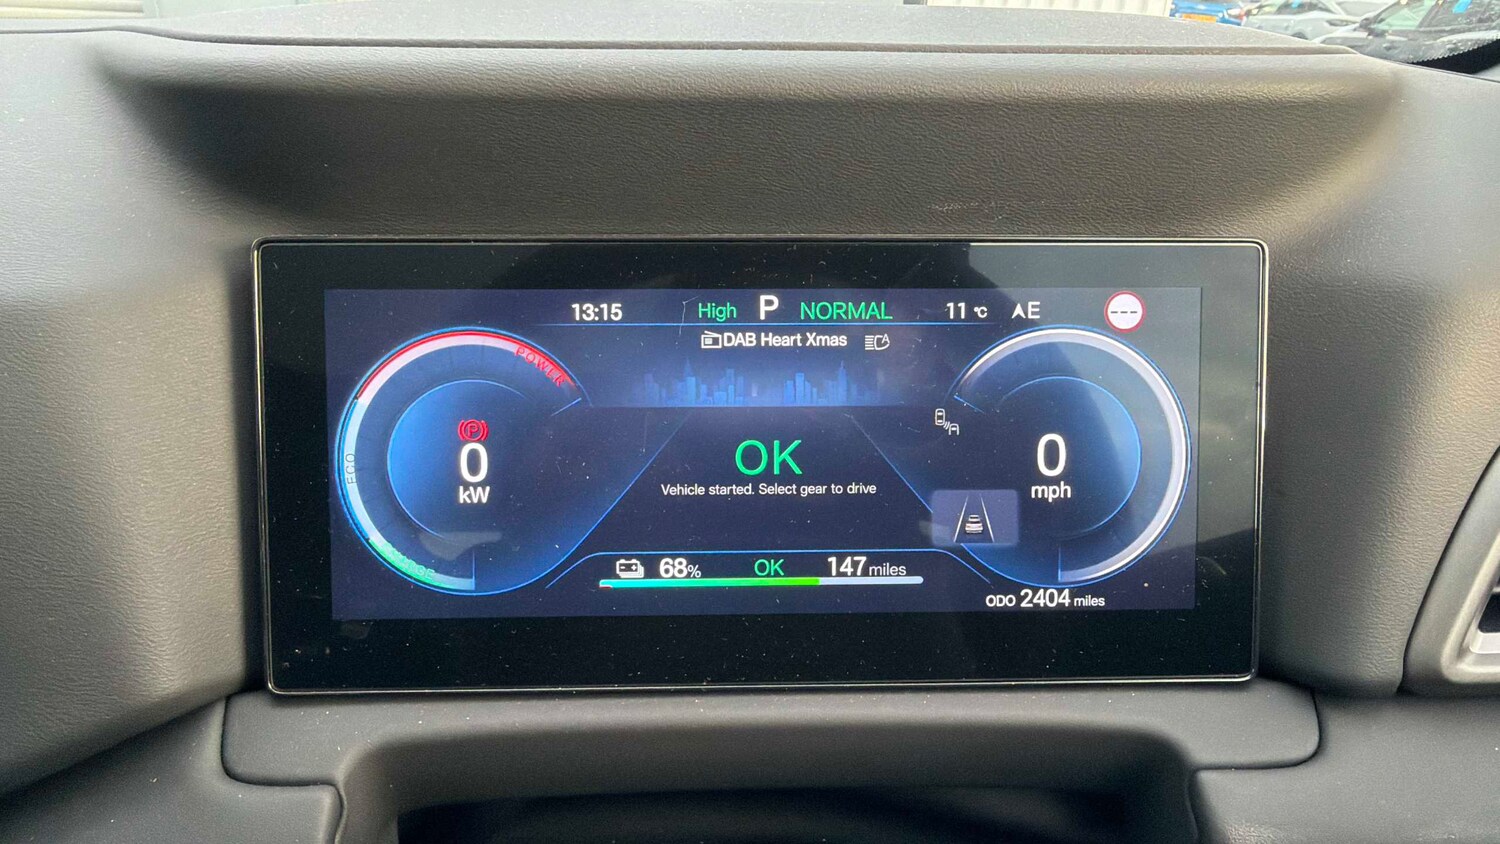 13:15 High P NORMAL 11 °C E ---
DAB Heart Xmas A
POWER
ECO
CHARGE
P
0
kW
OK
Vehicle started. Select gear to drive
0
mph
68% OK 147 miles
ODO 2404 miles